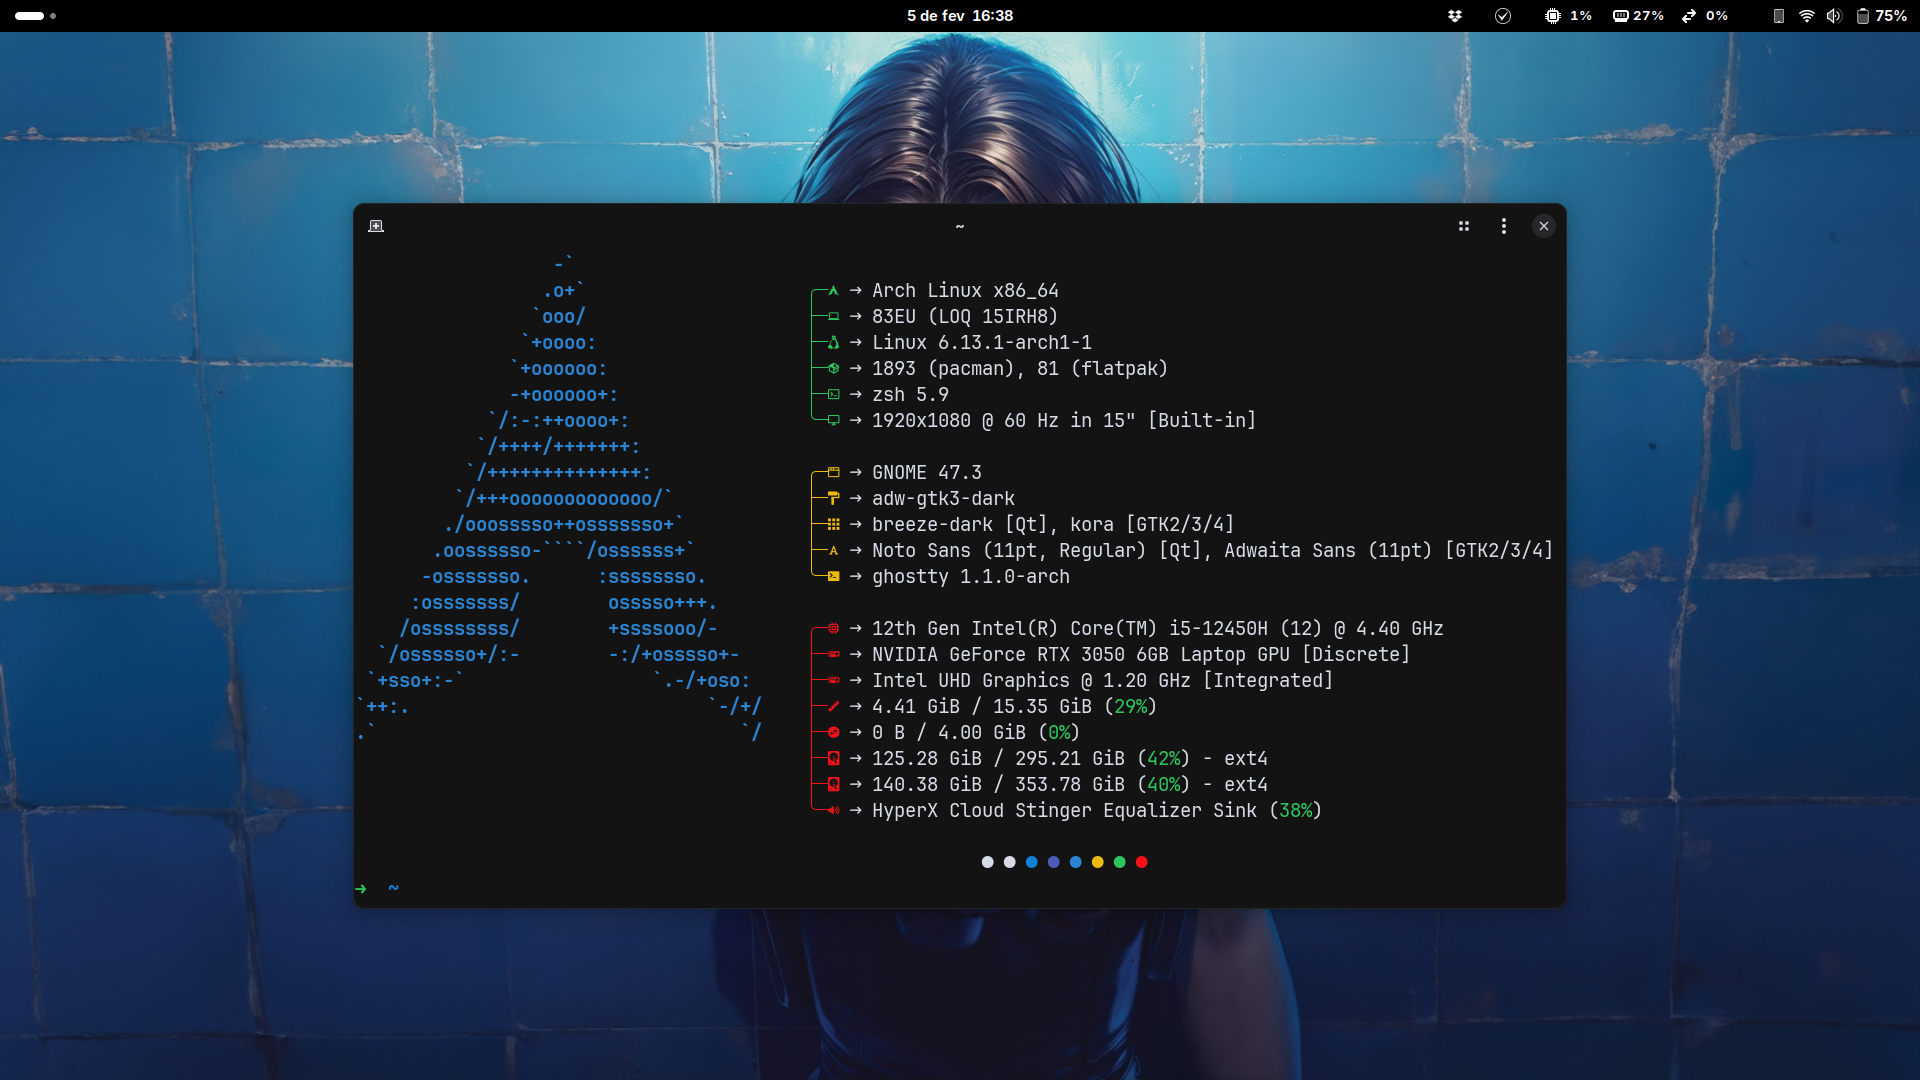 5 de fev  16:38
1%
27%
0%
75%
~
-`
.o+`
`ooo/
`+oooo:
`+oooooo:
-+oooooo+:
`/:-:++oooo+:
`/++++/+++++++:
`/++++++++++++++:
`/+++ooooooooooooo/`
./ooosssso++osssssso+`
.oossssso-````/ossssss+`
-osssssso.      :ssssssso.
:osssssss/        osssso+++.
/ossssssss/        +ssssooo/-
`/ossssso+/:-        -:/+osssso+-
`+sso+:-`                 `.-/+oso:
`++:.                           `-/+/
.`                                 `/
→ Arch Linux x86_64
→ 83EU (LOQ 15IRH8)
→ Linux 6.13.1-arch1-1
→ 1893 (pacman), 81 (flatpak)
→ zsh 5.9
→ 1920x1080 @ 60 Hz in 15" [Built-in]
→ GNOME 47.3
→ adw-gtk3-dark
→ breeze-dark [Qt], kora [GTK2/3/4]
→ Noto Sans (11pt, Regular) [Qt], Adwaita Sans (11pt) [GTK2/3/4]
→ ghostty 1.1.0-arch
→ 12th Gen Intel(R) Core(TM) i5-12450H (12) @ 4.40 GHz
→ NVIDIA GeForce RTX 3050 6GB Laptop GPU [Discrete]
→ Intel UHD Graphics @ 1.20 GHz [Integrated]
→ 4.41 GiB / 15.35 GiB (29%)
→ 0 B / 4.00 GiB (0%)
→ 125.28 GiB / 295.21 GiB (42%) - ext4
→ 140.38 GiB / 353.78 GiB (40%) - ext4
→ HyperX Cloud Stinger Equalizer Sink (38%)
→  ~